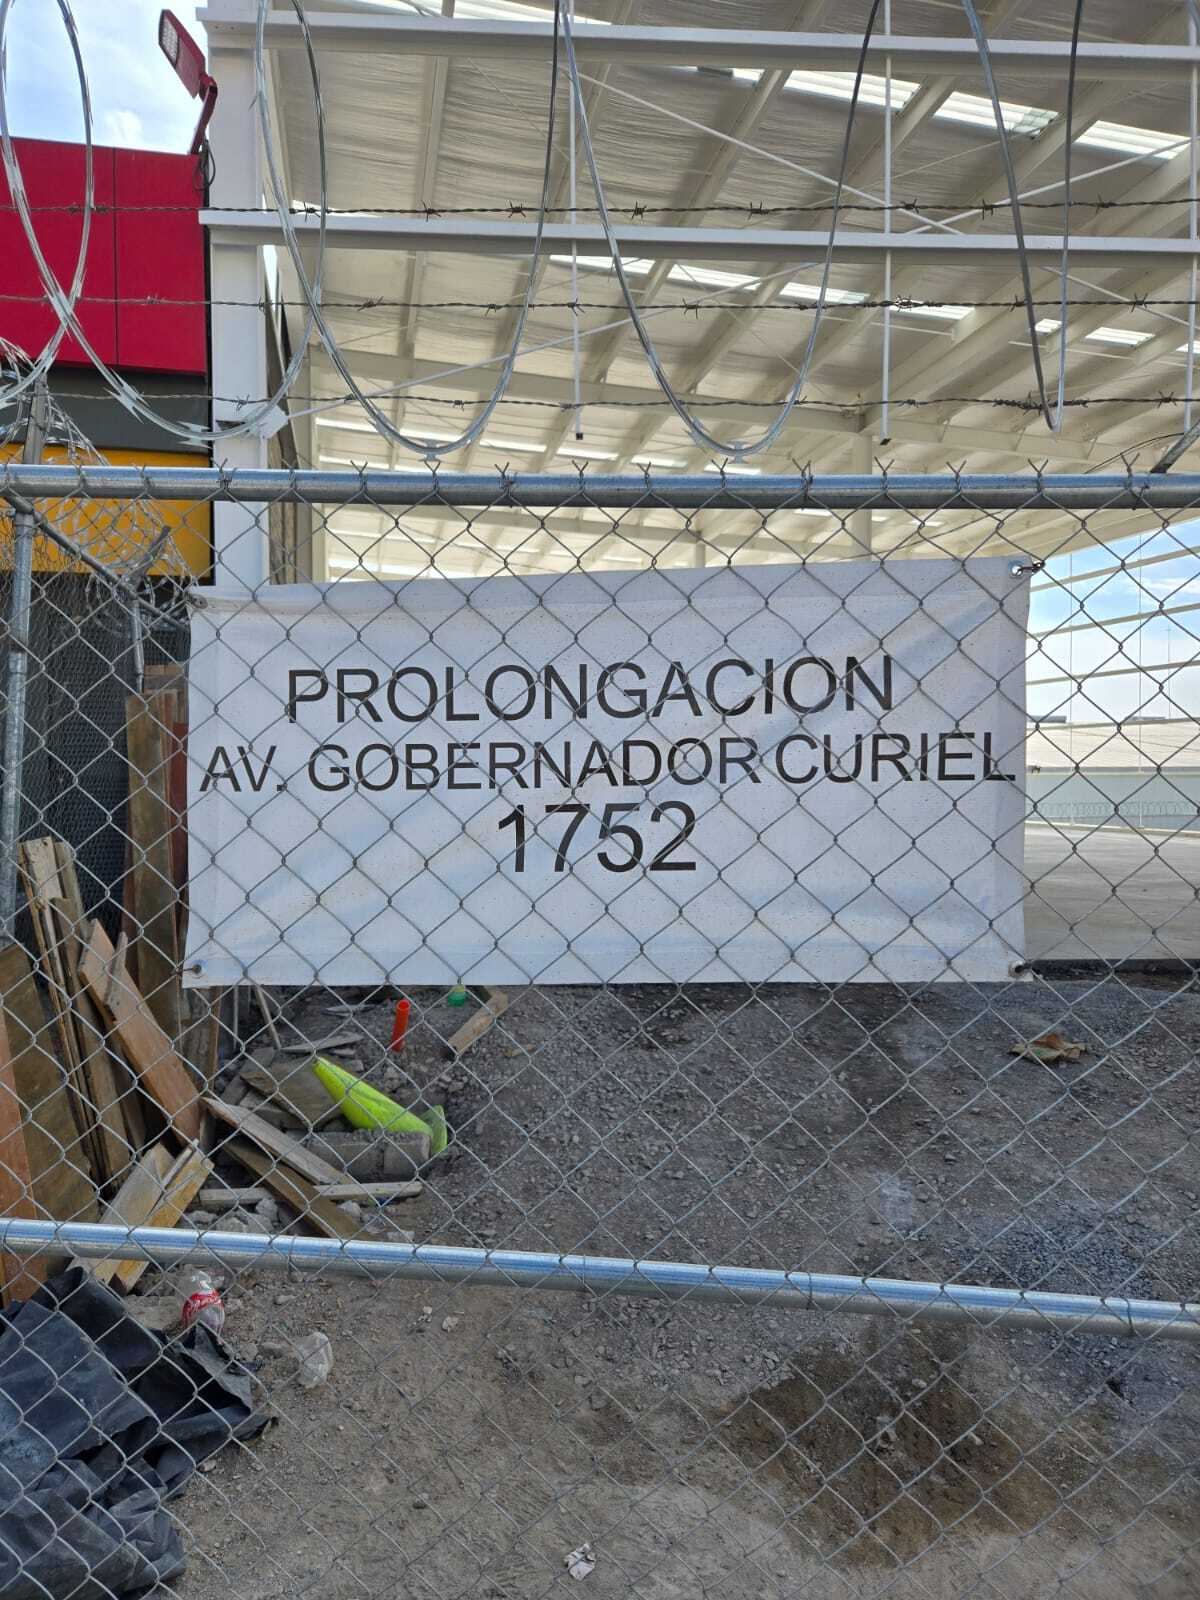 PROLONGACION
AV. GOBERNADOR CURIEL
1752